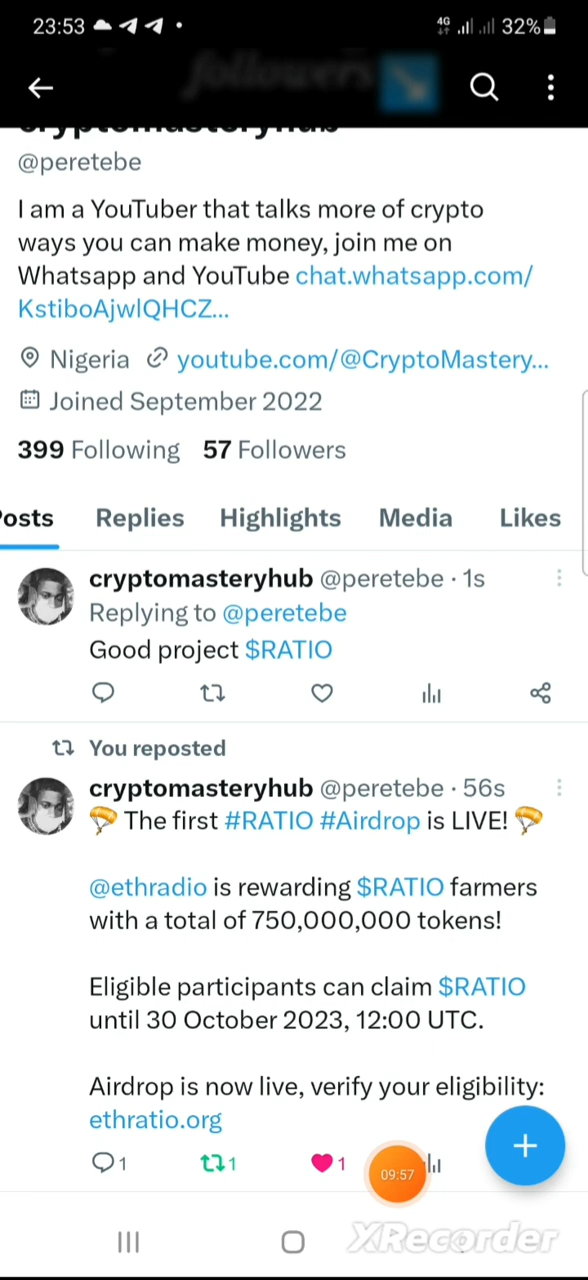 23:53
4G 32%
followers
cryptomasteryhub
@peretebe
I am a YouTuber that talks more of crypto
ways you can make money, join me on
Whatsapp and YouTube chat.whatsapp.com/
KstiboAjwlQHCZ...
Nigeria youtube.com/@CryptoMastery...
Joined September 2022
399 Following 57 Followers
osts Replies Highlights Media Likes
cryptomasteryhub @peretebe · 1s
Replying to @peretebe
Good project $RATIO
You reposted
cryptomasteryhub @peretebe · 56s
The first #RATIO #Airdrop is LIVE!
@ethradio is rewarding $RATIO farmers
with a total of 750,000,000 tokens!
Eligible participants can claim $RATIO
until 30 October 2023, 12:00 UTC.
Airdrop is now live, verify your eligibility:
ethratio.org
1 1 1
09:57
XRecorder